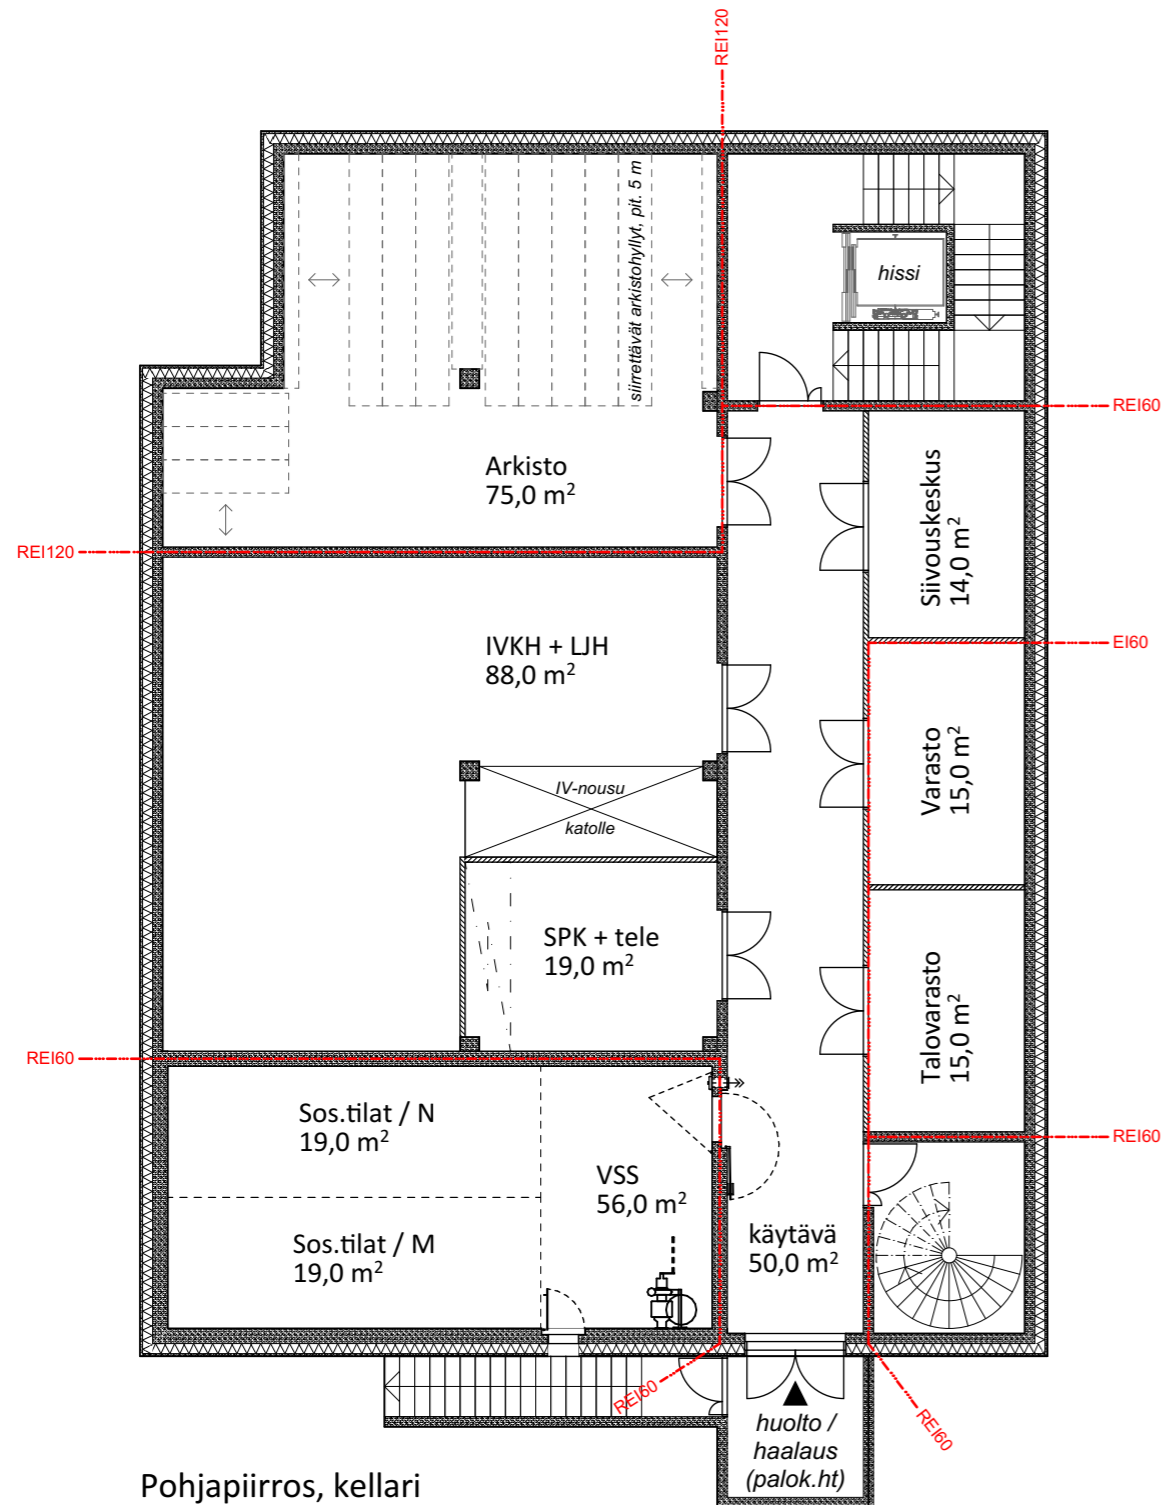 REI120
siirrettävät arkistohyllyt, pit. 5 m
hissi
REI60
Arkisto
75,0 m²
Siivouskeskus
14,0 m²
REI120
IVKH + LJH
88,0 m²
EI60
Varasto
15,0 m²
IV-nousu
katolle
SPK + tele
19,0 m²
Talovarasto
15,0 m²
REI60
Sos.tilat / N
19,0 m²
REI60
VSS
56,0 m²
Sos.tilat / M
19,0 m²
käytävä
50,0 m²
REI60
REI60
huolto /
haalaus
(palok.ht)
Pohjapiirros, kellari